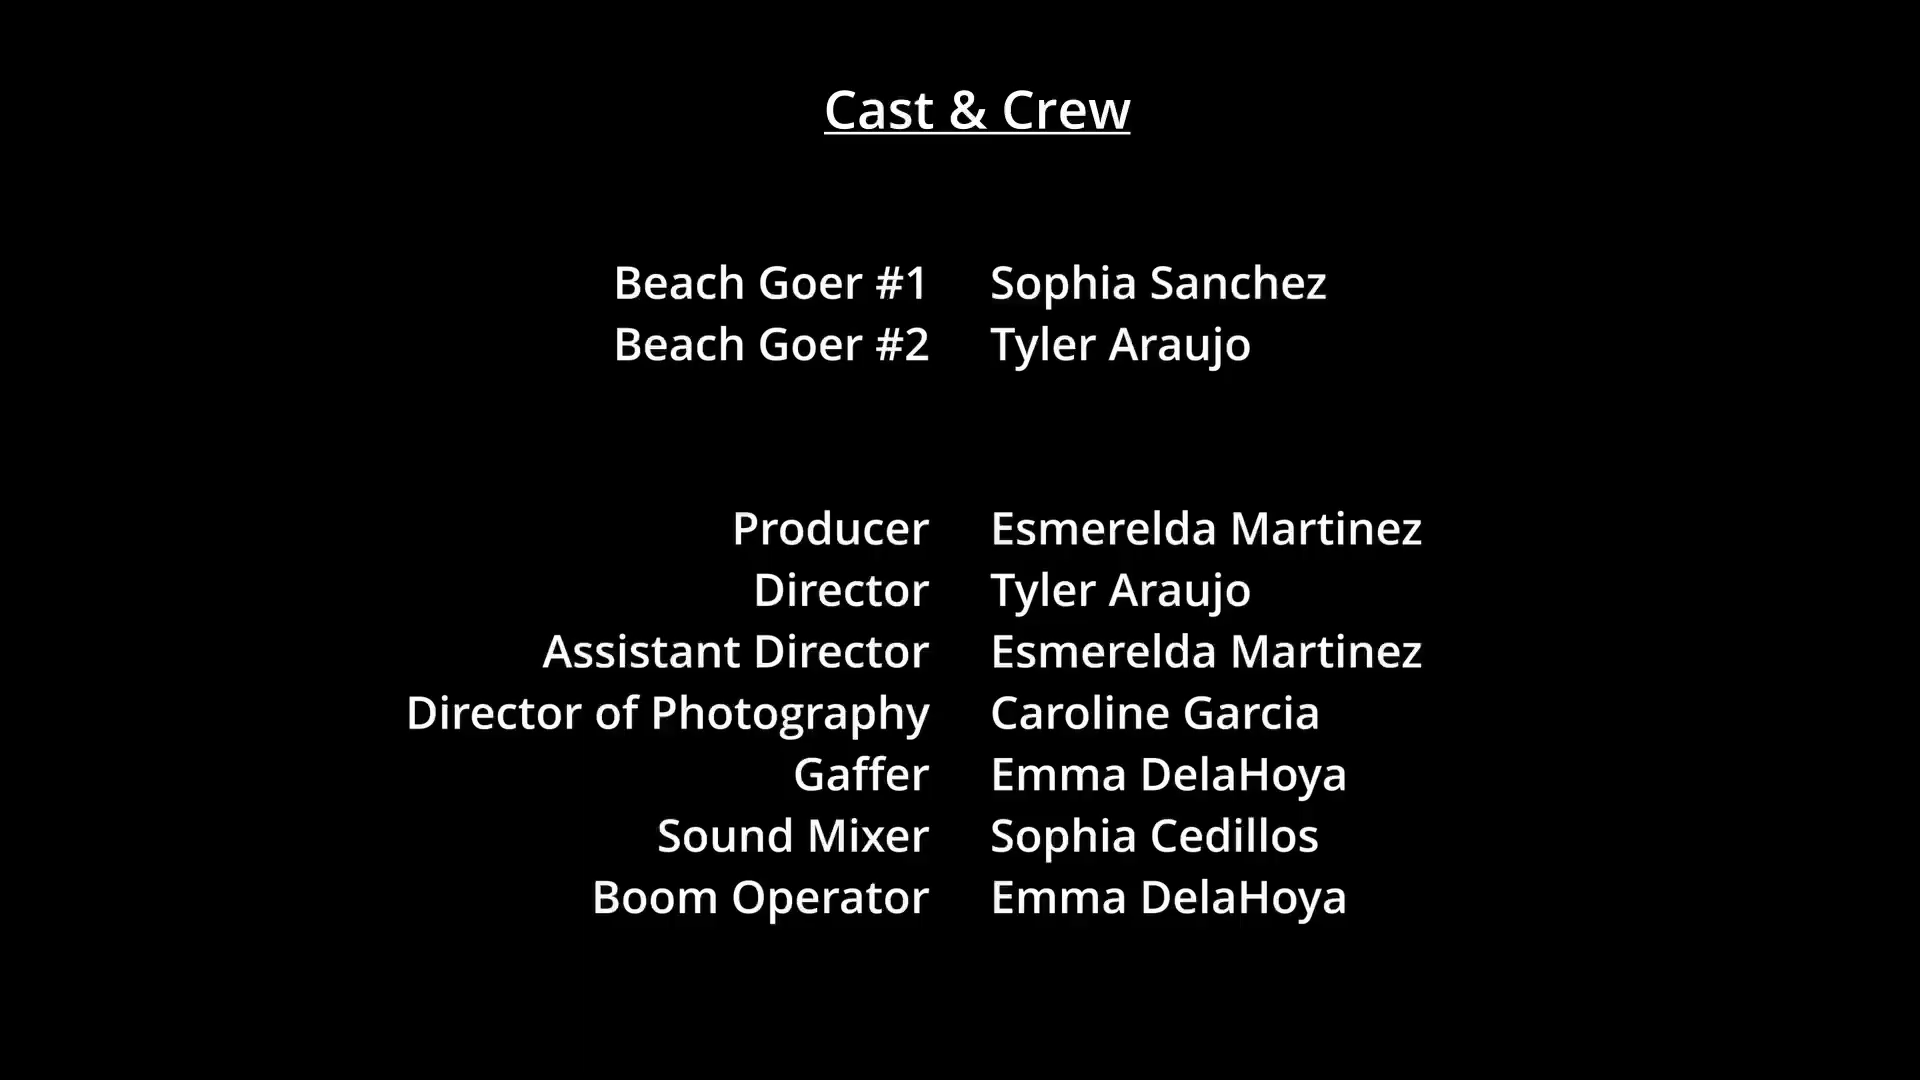 Cast & Crew
Beach Goer #1 Sophia Sanchez
Beach Goer #2 Tyler Araujo
Producer Esmerelda Martinez
Director Tyler Araujo
Assistant Director Esmerelda Martinez
Director of Photography Caroline Garcia
Gaffer Emma DelaHoya
Sound Mixer Sophia Cedillos
Boom Operator Emma DelaHoya